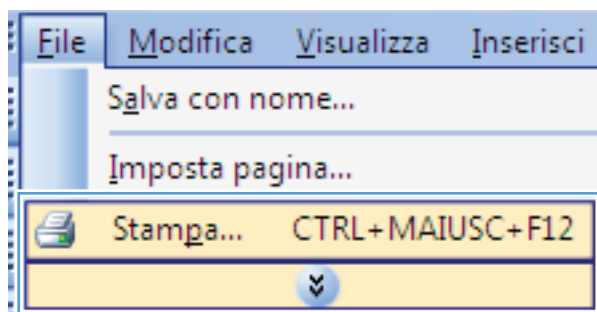 File Modifica Visualizza Inserisci
Salva con nome...
Imposta pagina...
Stampa... CTRL+MAIUSC+F12